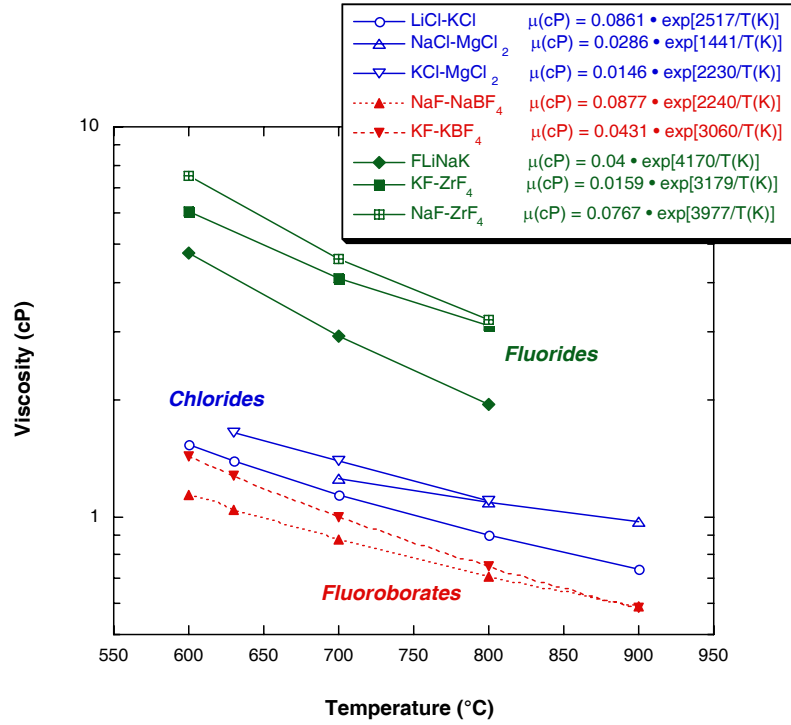 LiCl-KCl μ(cP) = 0.0861 • exp[2517/T(K)]
NaCl-MgCl₂ μ(cP) = 0.0286 • exp[1441/T(K)]
KCl-MgCl₂ μ(cP) = 0.0146 • exp[2230/T(K)]
NaF-NaBF₄ μ(cP) = 0.0877 • exp[2240/T(K)]
KF-KBF₄ μ(cP) = 0.0431 • exp[3060/T(K)]
FLiNaK μ(cP) = 0.04 • exp[4170/T(K)]
KF-ZrF₄ μ(cP) = 0.0159 • exp[3179/T(K)]
NaF-ZrF₄ μ(cP) = 0.0767 • exp[3977/T(K)]
10
Viscosity (cP)
Fluorides
Chlorides
1
Fluoroborates
550 600 650 700 750 800 850 900 950
Temperature (°C)